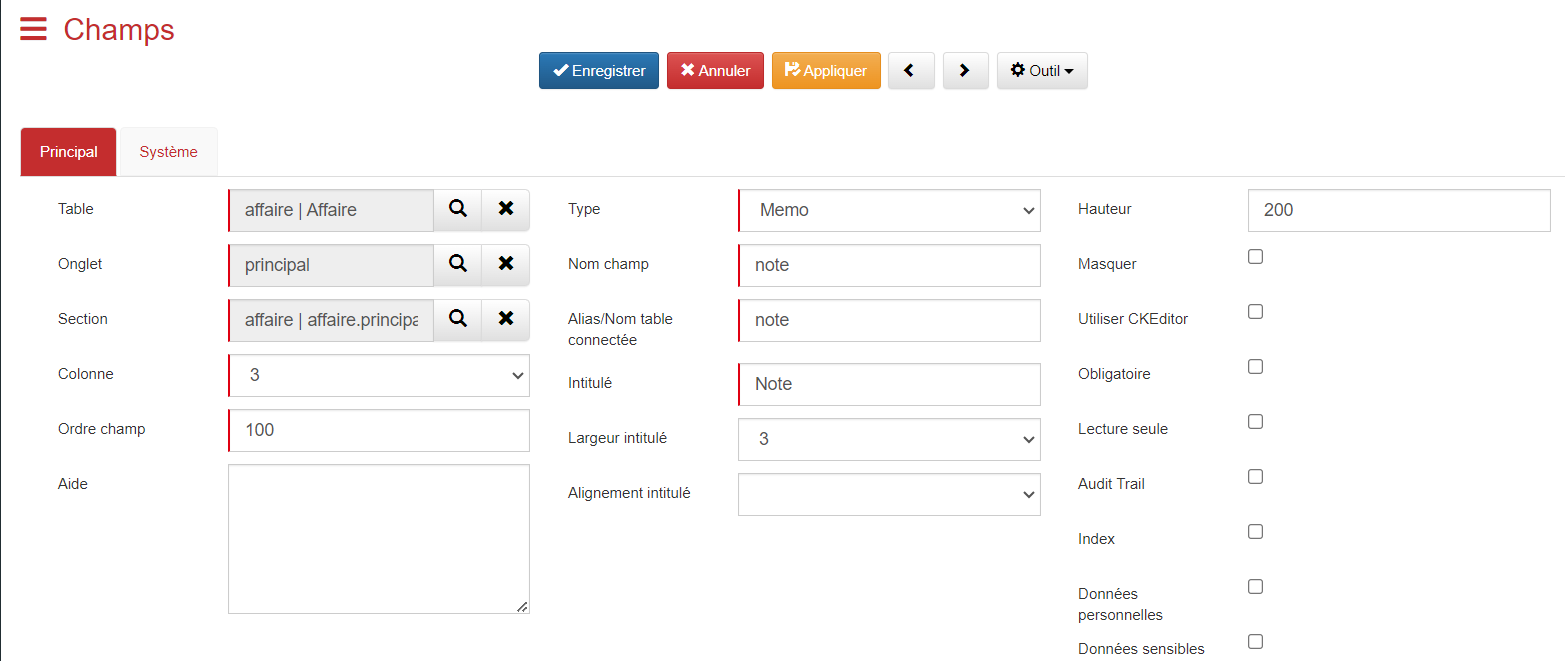 Champs
Enregistrer Annuler Appliquer Outil
Principal Système
Table affaire | Affaire
Onglet principal
Section affaire | affaire.principa
Colonne 3
Ordre champ 100
Aide
Type Memo
Nom champ note
Alias/Nom table
connectée note
Intitulé Note
Largeur intitulé 3
Alignement intitulé
Hauteur 200
Masquer
Utiliser CKEditor
Obligatoire
Lecture seule
Audit Trail
Index
Données
personnelles
Données sensibles